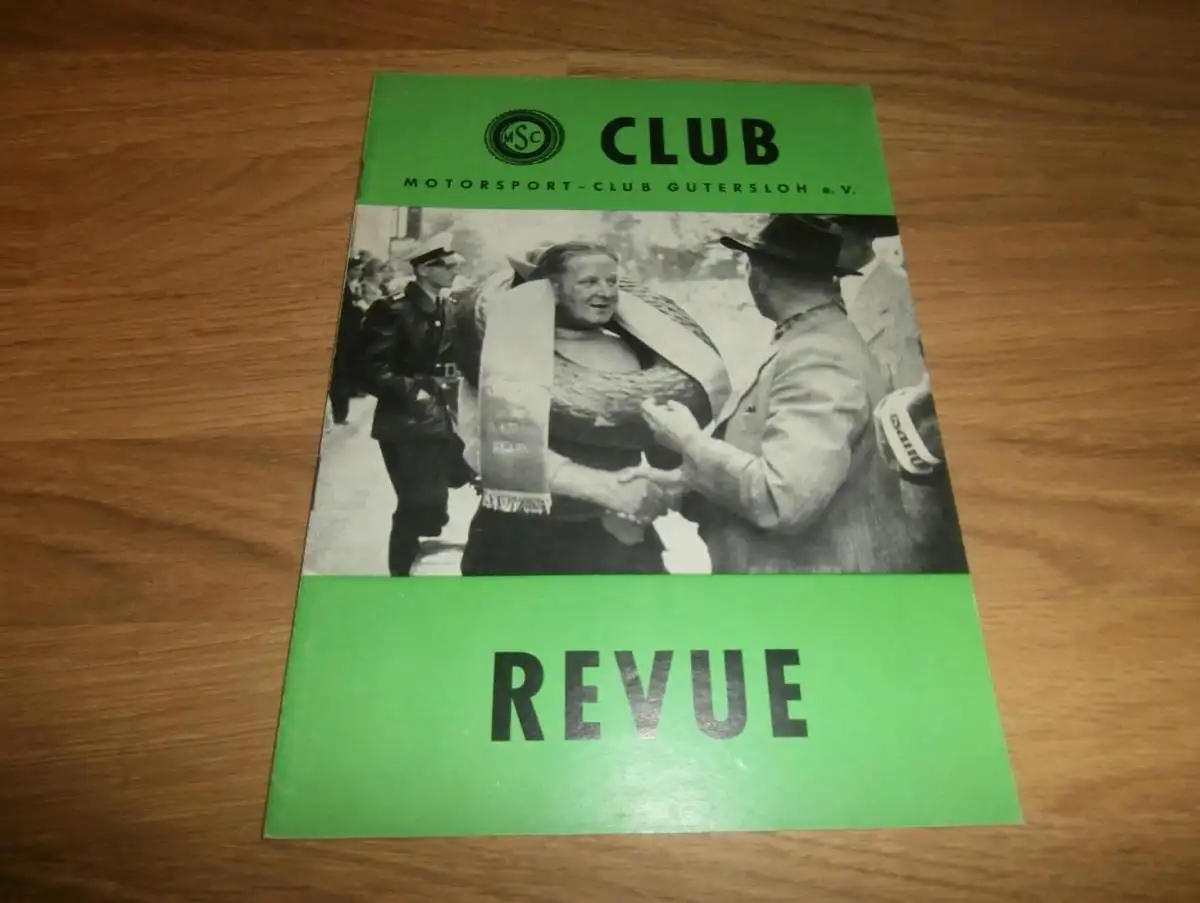 MSC CLUB
MOTORSPORT-CLUB GUTERSLOH e.V.
REVUE